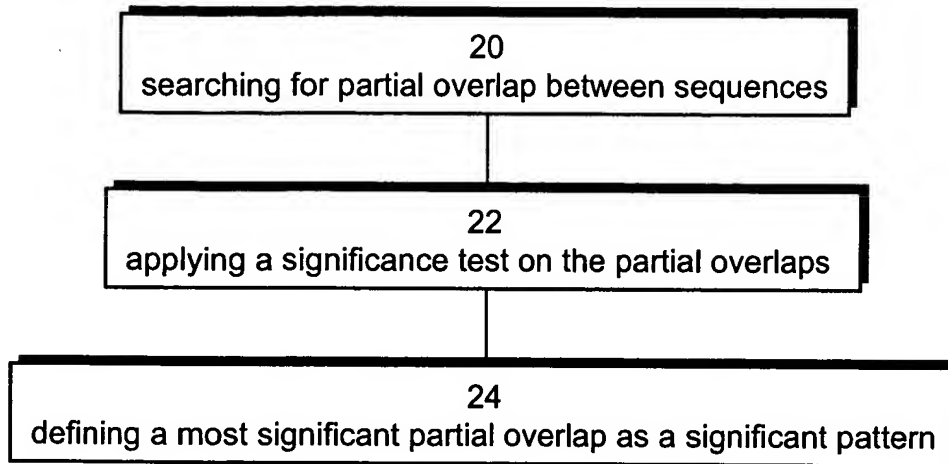 20
searching for partial overlap between sequences
22
applying a significance test on the partial overlaps
24
defining a most significant partial overlap as a significant pattern